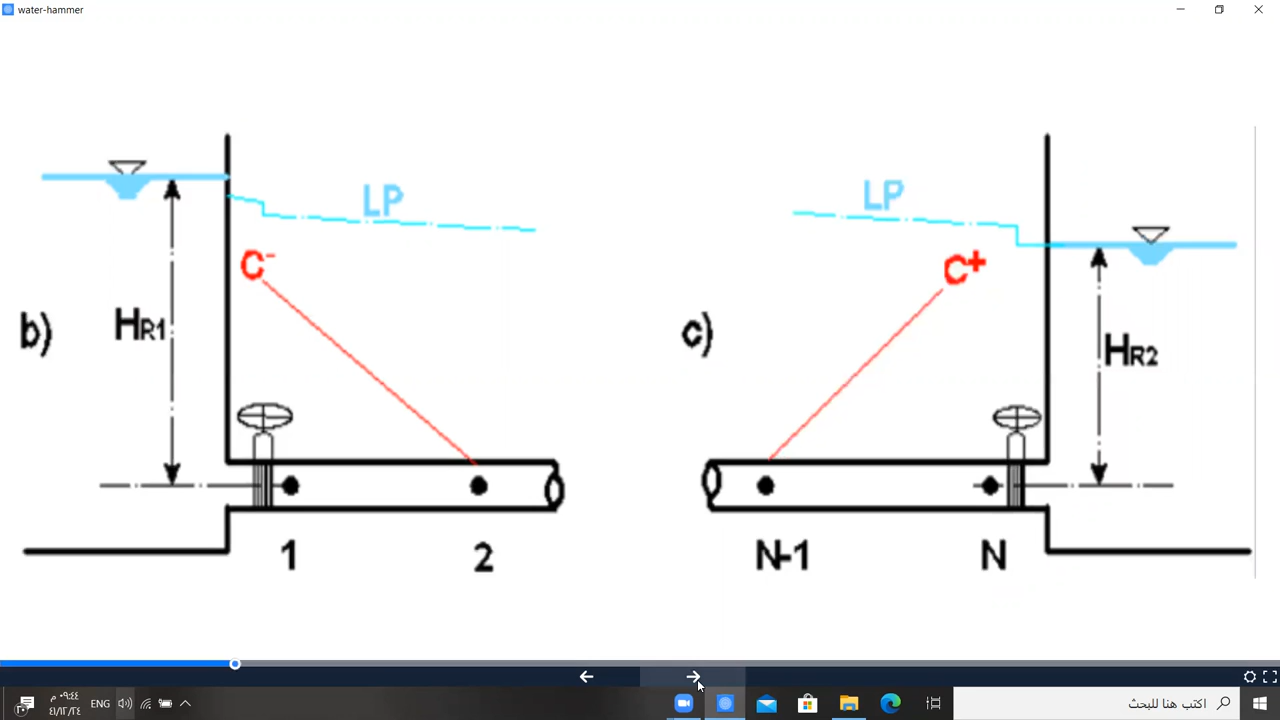 water-hammer
LP
LP
C-
C+
b)
HR1
c)
HR2
1
2
N-1
N
ENG
اكتب هنا للبحث